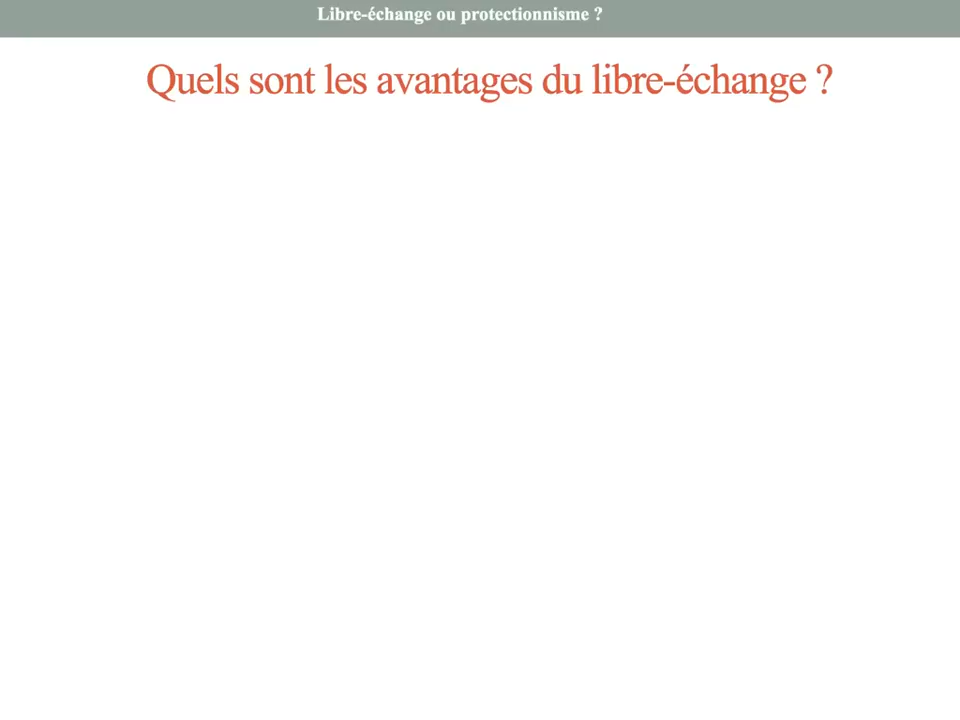 Libre-échange ou protectionnisme ?
Quels sont les avantages du libre-échange ?